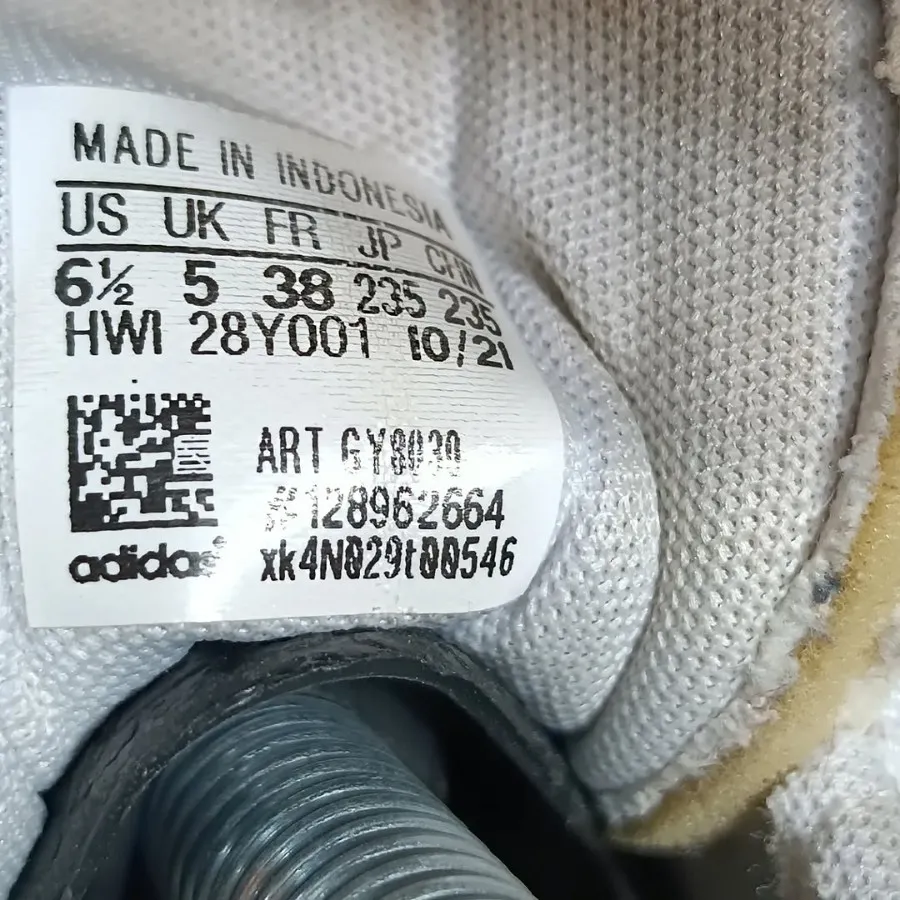 MADE IN INDONESIA
US UK FR JP CHN
6½ 5 38 235 235
HWI 28Y001 10/21
ART GY8030
#128962664
xk4N029t00546
adidas